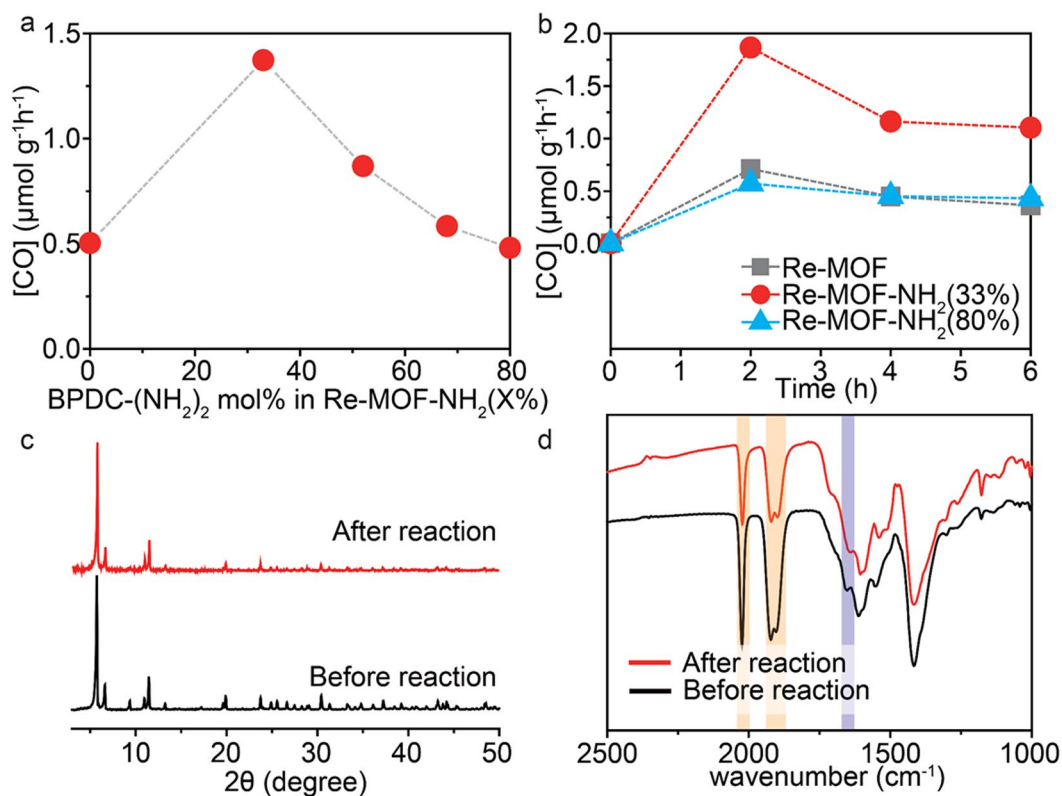 a
1.5
1.0
0.5
0.0
[CO] (μmol g⁻¹h⁻¹)
0 20 40 60 80
BPDC-(NH₂)₂ mol% in Re-MOF-NH₂(X%)
b
2.0
1.5
1.0
0.5
0.0
[CO] (μmol g⁻¹h⁻¹)
Re-MOF
Re-MOF-NH₂(33%)
Re-MOF-NH₂(80%)
0 1 2 3 4 5 6
Time (h)
c
After reaction
Before reaction
10 20 30 40 50
2θ (degree)
d
After reaction
Before reaction
2500 2000 1500 1000
wavenumber (cm⁻¹)